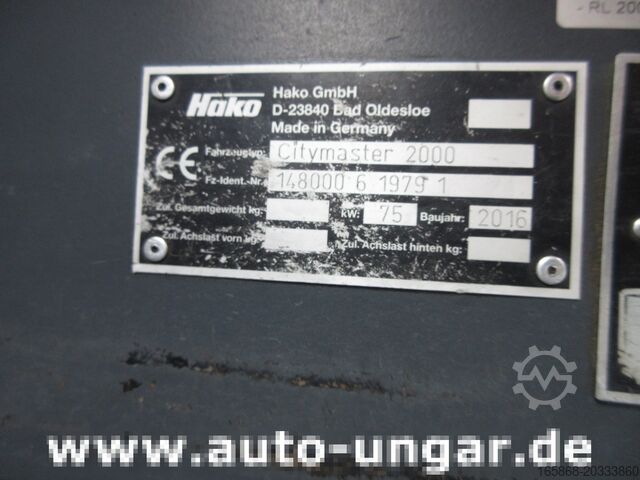 - RL 200
Hako
Hako GmbH
D-23840 Bad Oldesloe
Made in Germany
CE
Fahrzeugtyp: Citymaster 2000
Fz-Ident.-Nr. 148000 6 1979 1
Zul. Gesamtgewicht kg: kW: 75 Baujahr: 2016
Zul. Achslast vorn kg: Zul. Achslast hinten kg:
www.auto-ungar.de
165868-20333860